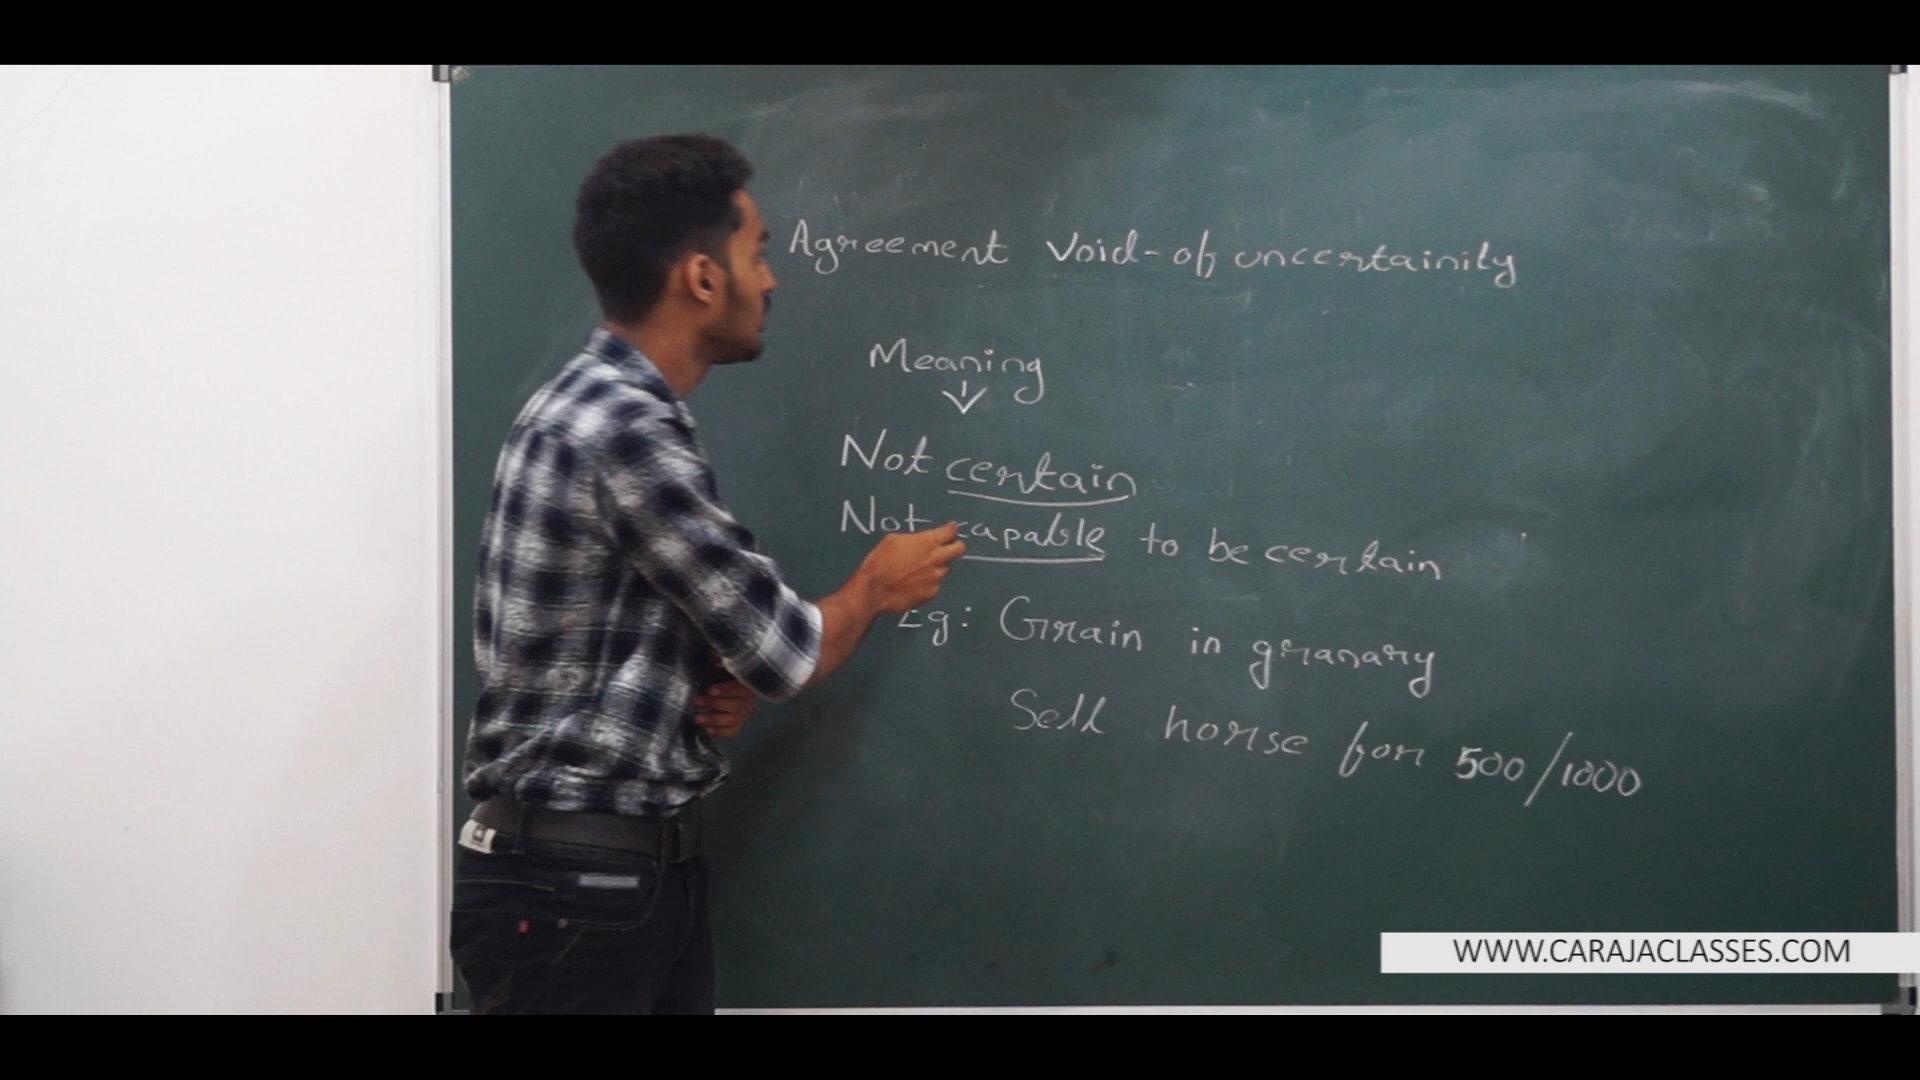 Agreement Void-of uncertainity
Meaning
Not certain
Not capable to be certain
Eg: Grain in granary
Sell horse for 500/1000
WWW.CARAJACLASSES.COM